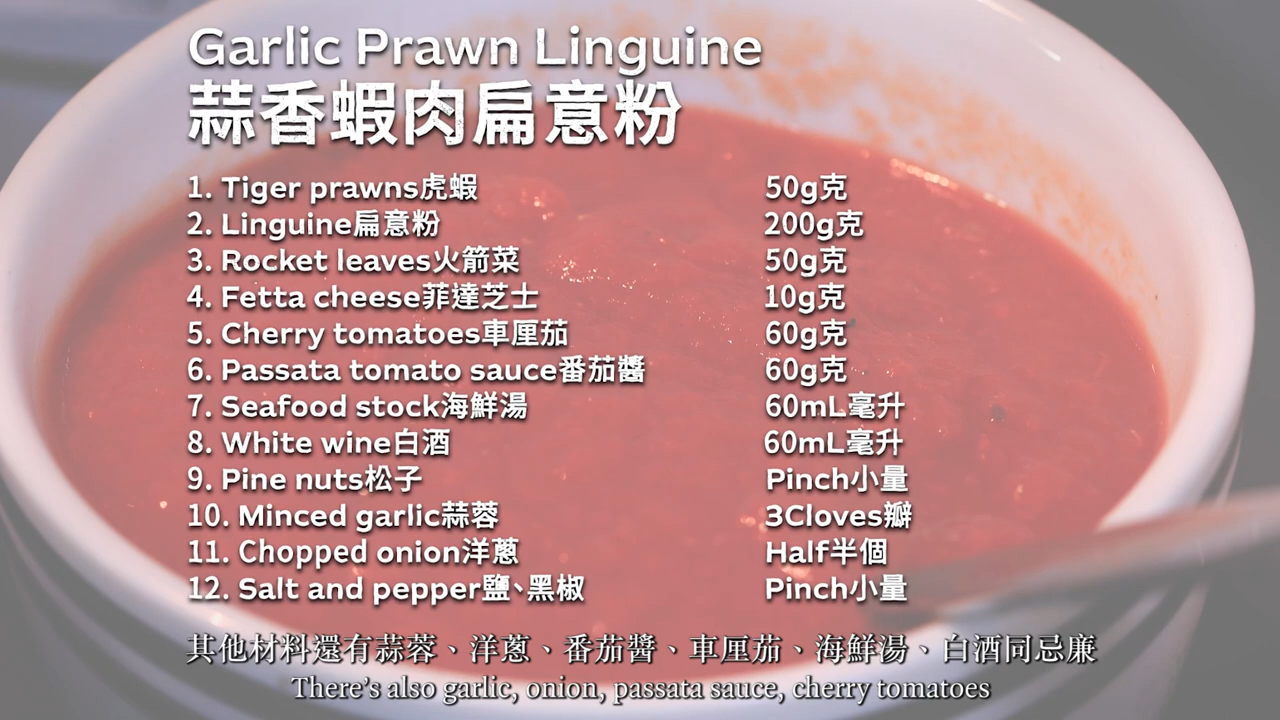 Garlic Prawn Linguine
蒜香蝦肉扁意粉
1. Tiger prawns虎蝦 50g克
2. Linguine扁意粉 200g克
3. Rocket leaves火箭菜 50g克
4. Fetta cheese菲達芝士 10g克
5. Cherry tomatoes車厘茄 60g克
6. Passata tomato sauce番茄醬 60g克
7. Seafood stock海鮮湯 60mL毫升
8. White wine白酒 60mL毫升
9. Pine nuts松子 Pinch小量
10. Minced garlic蒜蓉 3Cloves瓣
11. Chopped onion洋蔥 Half半個
12. Salt and pepper鹽、黑椒 Pinch小量
其他材料還有蒜蓉、洋蔥、番茄醬、車厘茄、海鮮湯、白酒同忌廉
There's also garlic, onion, passata sauce, cherry tomatoes